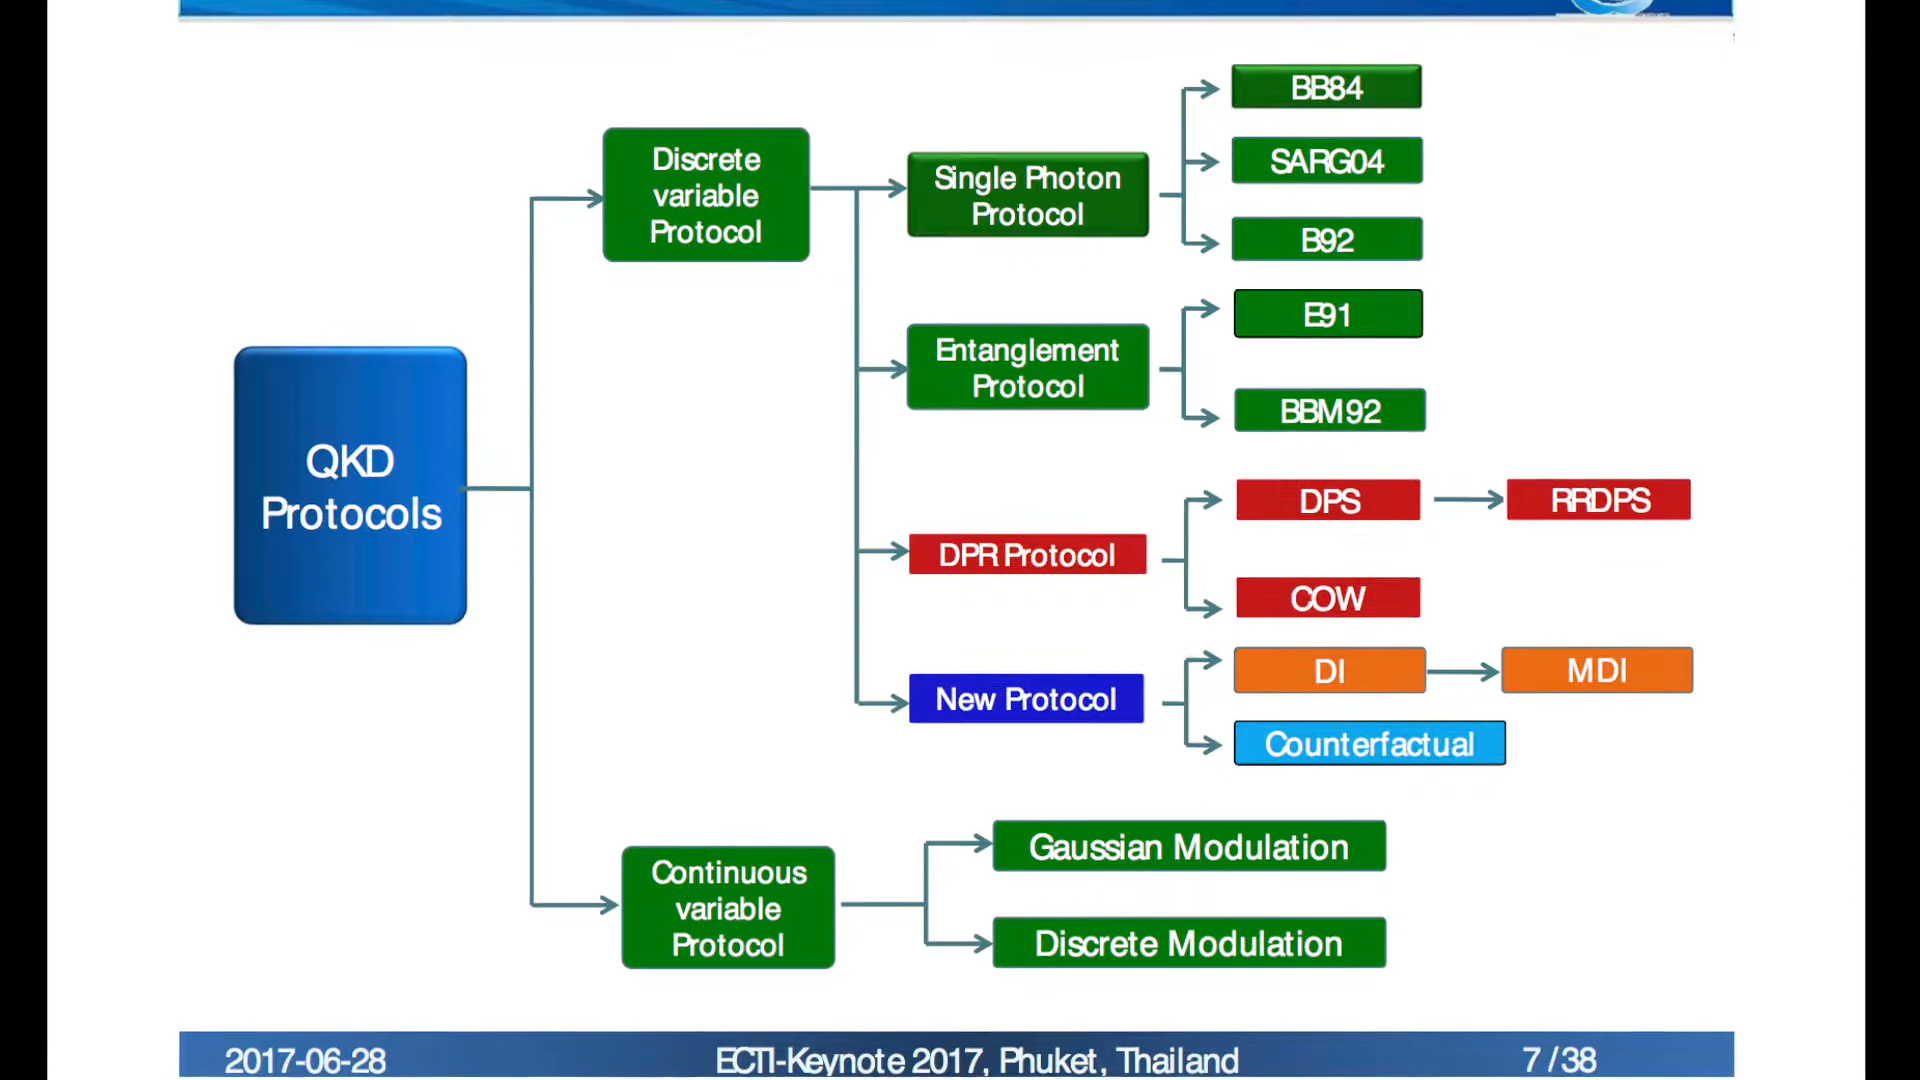 BB84
Discrete
variable
Protocol
Single Photon
Protocol
SARG04
B92
E91
Entanglement
Protocol
BBM92
QKD
Protocols
DPS
RRDPS
DPR Protocol
COW
DI
MDI
New Protocol
Counterfactual
Gaussian Modulation
Continuous
variable
Protocol
Discrete Modulation
2017-06-28
ECTI-Keynote 2017, Phuket, Thailand
7 / 38